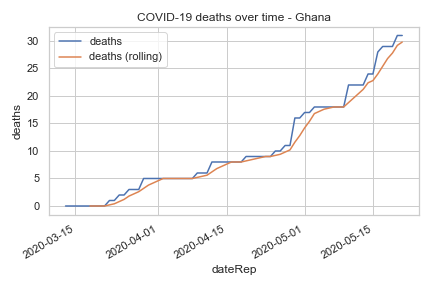 COVID-19 deaths over time - Ghana
deaths
deaths (rolling)
30
25
20
15
10
5
0
deaths
2020-03-15
2020-04-01
2020-04-15
2020-05-01
2020-05-15
dateRep